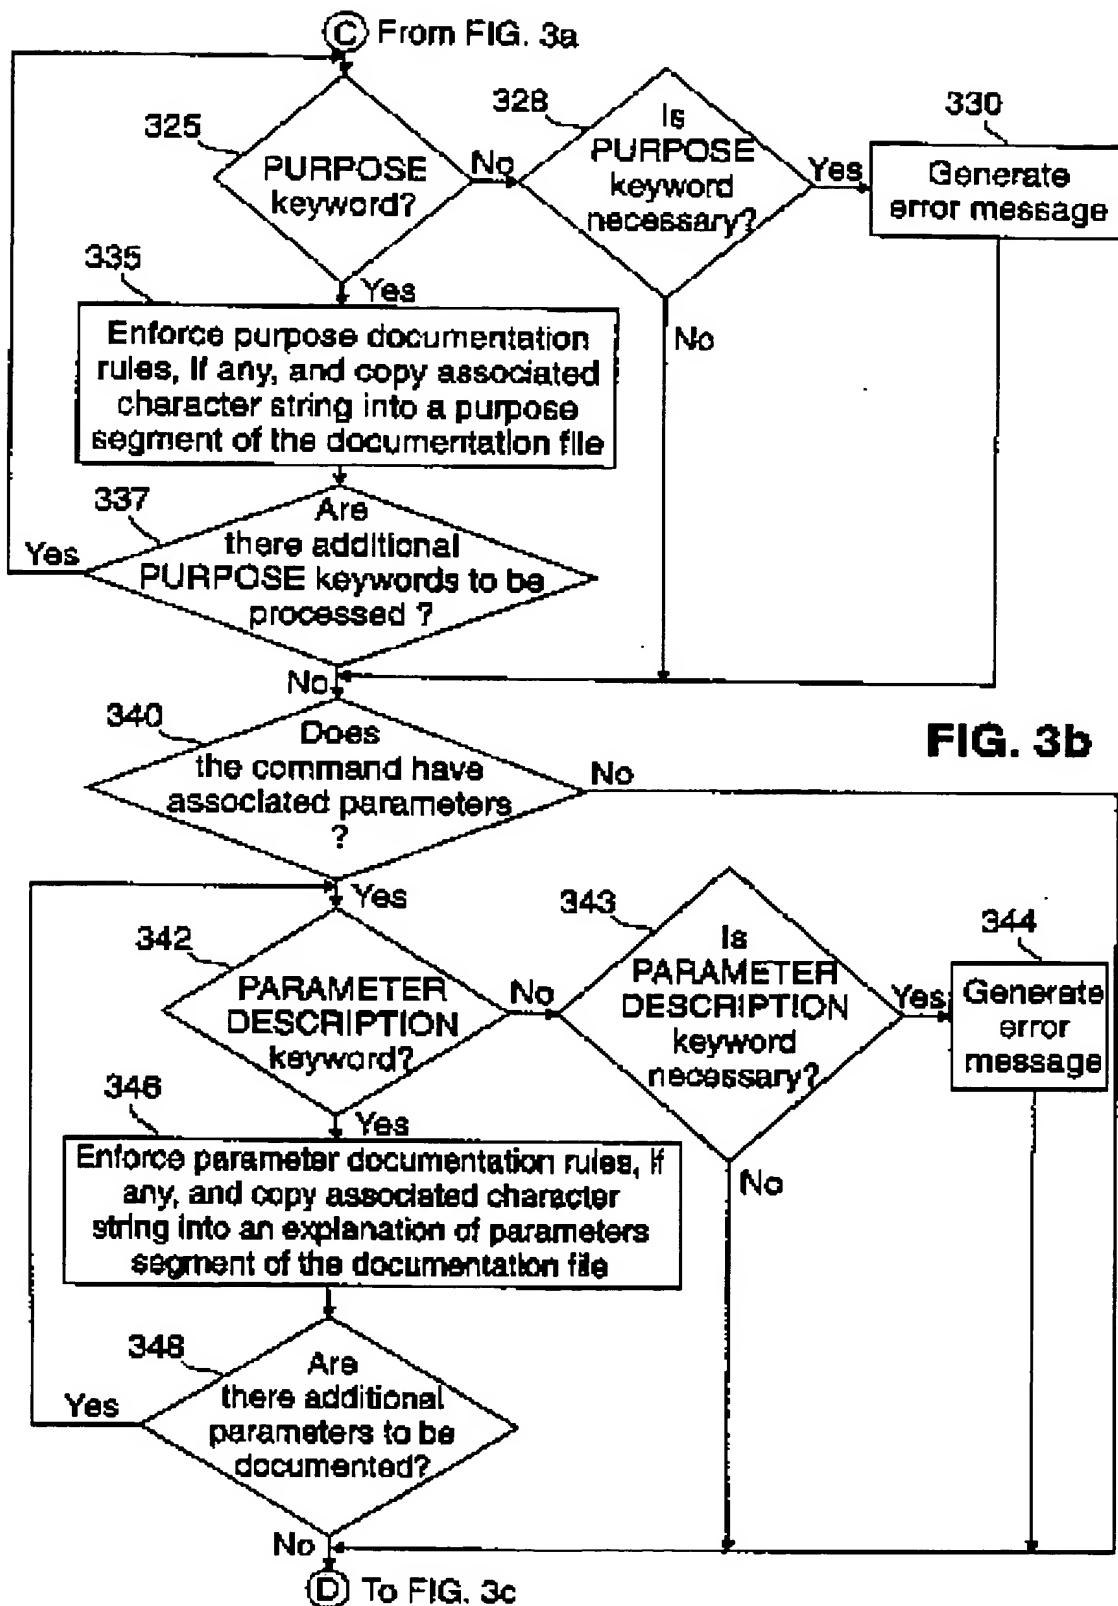 C From FIG. 3a
325
PURPOSE
keyword?
No
328
Is
PURPOSE
keyword
necessary?
Yes
330
Generate
error message
335
Yes
No
Enforce purpose documentation
rules, if any, and copy associated
character string into a purpose
segment of the documentation file
337
Are
there additional
PURPOSE keywords to be
processed ?
Yes
No
340
Does
the command have
associated parameters
?
No
FIG. 3b
Yes
342
PARAMETER
DESCRIPTION
keyword?
No
343
Is
PARAMETER
DESCRIPTION
keyword
necessary?
Yes
344
Generate
error
message
346
Yes
No
Enforce parameter documentation rules, if
any, and copy associated character
string into an explanation of parameters
segment of the documentation file
348
Are
there additional
parameters to be
documented?
Yes
No
D To FIG. 3c